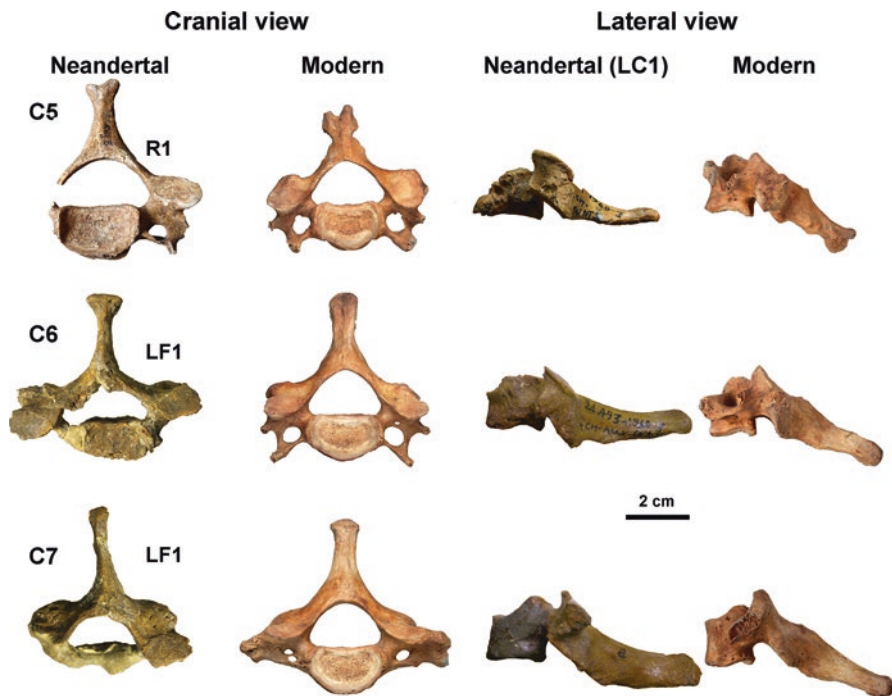 Cranial view Lateral view
Neandertal Modern Neandertal (LC1) Modern
C5
R1
C6
LF1
2 cm
C7
LF1